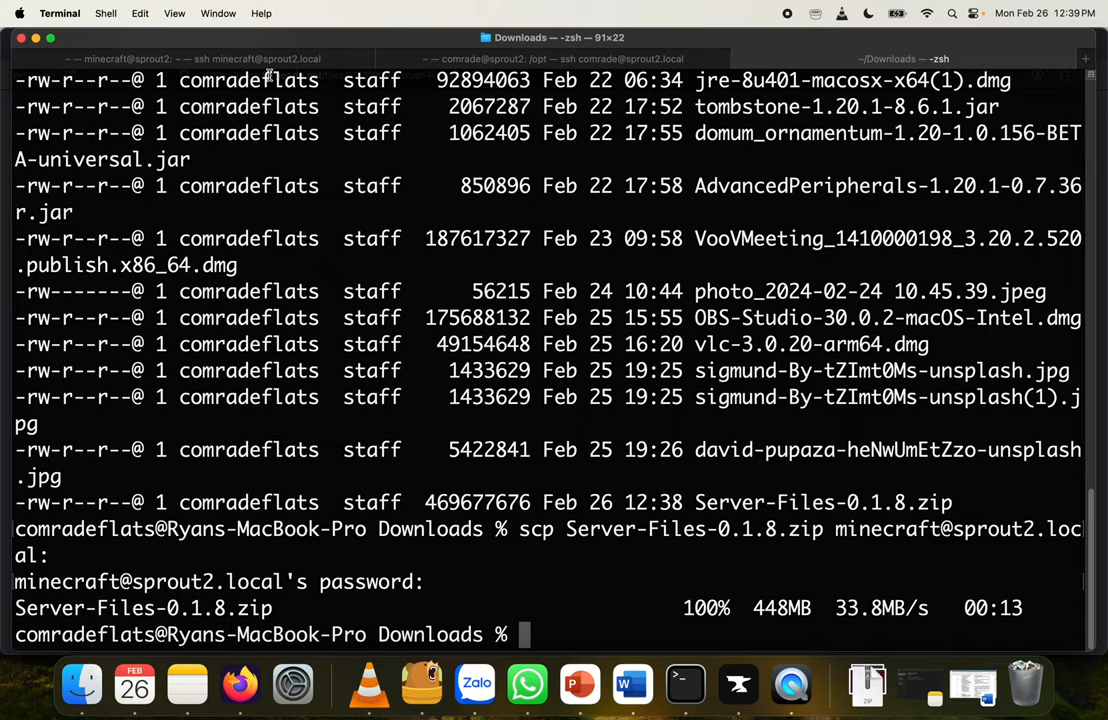 Terminal Shell Edit View Window Help Mon Feb 26 12:39 PM
Downloads — -zsh — 91×22
~ — minecraft@sprout2: ~ — ssh minecraft@sprout2.local ~ — comrade@sprout2: /opt — ssh comrade@sprout2.local ~/Downloads — -zsh +
-rw-r--r--@ 1 comradeflats staff 92894063 Feb 22 06:34 jre-8u401-macosx-x64(1).dmg
-rw-r--r--@ 1 comradeflats staff 2067287 Feb 22 17:52 tombstone-1.20.1-8.6.1.jar
-rw-r--r--@ 1 comradeflats staff 1062405 Feb 22 17:55 domum_ornamentum-1.20-1.0.156-BET
A-universal.jar
-rw-r--r--@ 1 comradeflats staff 850896 Feb 22 17:58 AdvancedPeripherals-1.20.1-0.7.36
r.jar
-rw-r--r--@ 1 comradeflats staff 187617327 Feb 23 09:58 VooVMeeting_1410000198_3.20.2.520
.publish.x86_64.dmg
-rw-------@ 1 comradeflats staff 56215 Feb 24 10:44 photo_2024-02-24 10.45.39.jpeg
-rw-r--r--@ 1 comradeflats staff 175688132 Feb 25 15:55 OBS-Studio-30.0.2-macOS-Intel.dmg
-rw-r--r--@ 1 comradeflats staff 49154648 Feb 25 16:20 vlc-3.0.20-arm64.dmg
-rw-r--r--@ 1 comradeflats staff 1433629 Feb 25 19:25 sigmund-By-tZImt0Ms-unsplash.jpg
-rw-r--r--@ 1 comradeflats staff 1433629 Feb 25 19:25 sigmund-By-tZImt0Ms-unsplash(1).j
pg
-rw-r--r--@ 1 comradeflats staff 5422841 Feb 25 19:26 david-pupaza-heNwUmEtZzo-unsplash
.jpg
-rw-r--r--@ 1 comradeflats staff 469677676 Feb 26 12:38 Server-Files-0.1.8.zip
comradeflats@Ryans-MacBook-Pro Downloads % scp Server-Files-0.1.8.zip minecraft@sprout2.loc
al:
minecraft@sprout2.local's password:
Server-Files-0.1.8.zip 100% 448MB 33.8MB/s 00:13
comradeflats@Ryans-MacBook-Pro Downloads %
FEB
26
Zalo
P
W
>_
ZIP